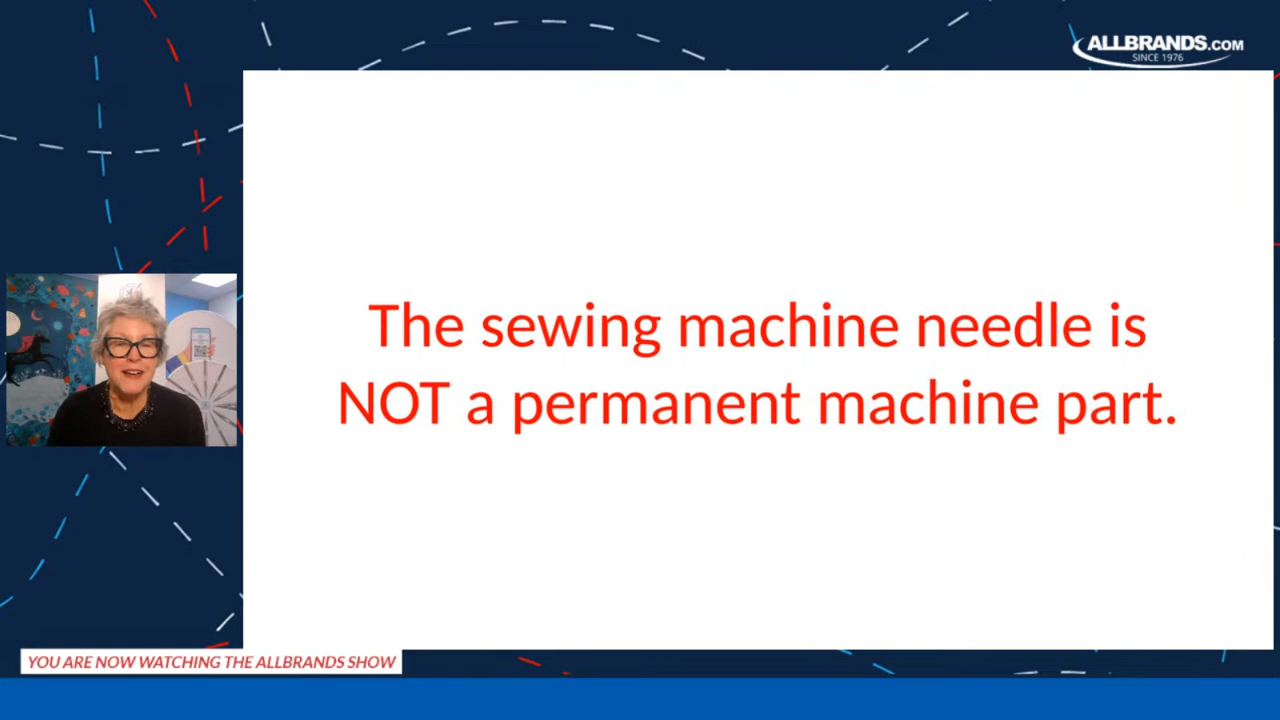 ALLBRANDS.COM
SINCE 1976
The sewing machine needle is
NOT a permanent machine part.
YOU ARE NOW WATCHING THE ALLBRANDS SHOW